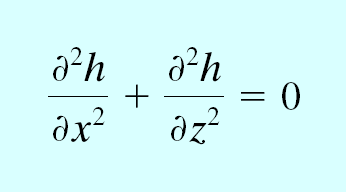 ∂²h/∂x² + ∂²h/∂z² = 0